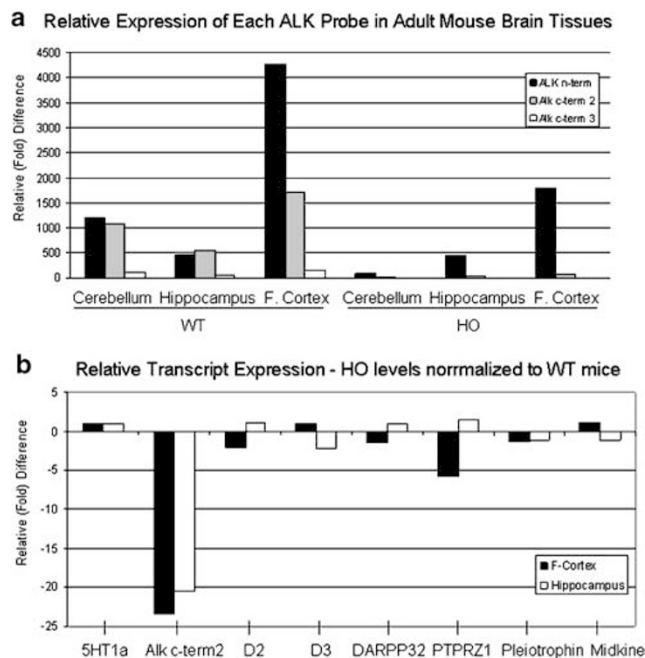 a Relative Expression of Each ALK Probe in Adult Mouse Brain Tissues
Relative (Fold) Difference
4500
4000
3500
3000
2500
2000
1500
1000
500
0
ALK n-term
Alk c-term 2
Alk c-term 3
Cerebellum Hippocampus F. Cortex Cerebellum Hippocampus F. Cortex
WT HO
b Relative Transcript Expression - HO levels norrmalized to WT mice
Relative (Fold) Difference
5
0
-5
-10
-15
-20
-25
F-Cortex
Hippocampus
5HT1a Alk c-term2 D2 D3 DARPP32 PTPRZ1 Pleiotrophin Midkine